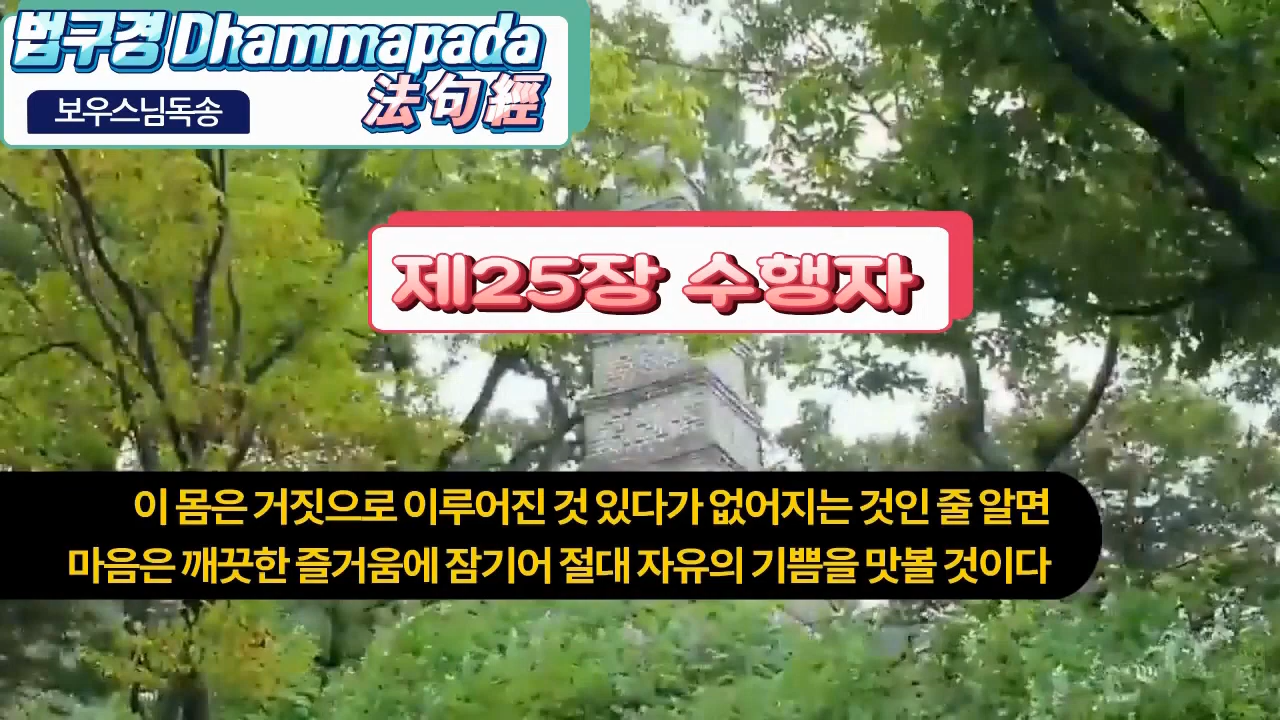 법구경 Dhammapada
法句經
보우스님독송
제25장 수행자
이 몸은 거짓으로 이루어진 것 있다가 없어지는 것인 줄 알면
마음은 깨끗한 즐거움에 잠기어 절대 자유의 기쁨을 맛볼 것이다